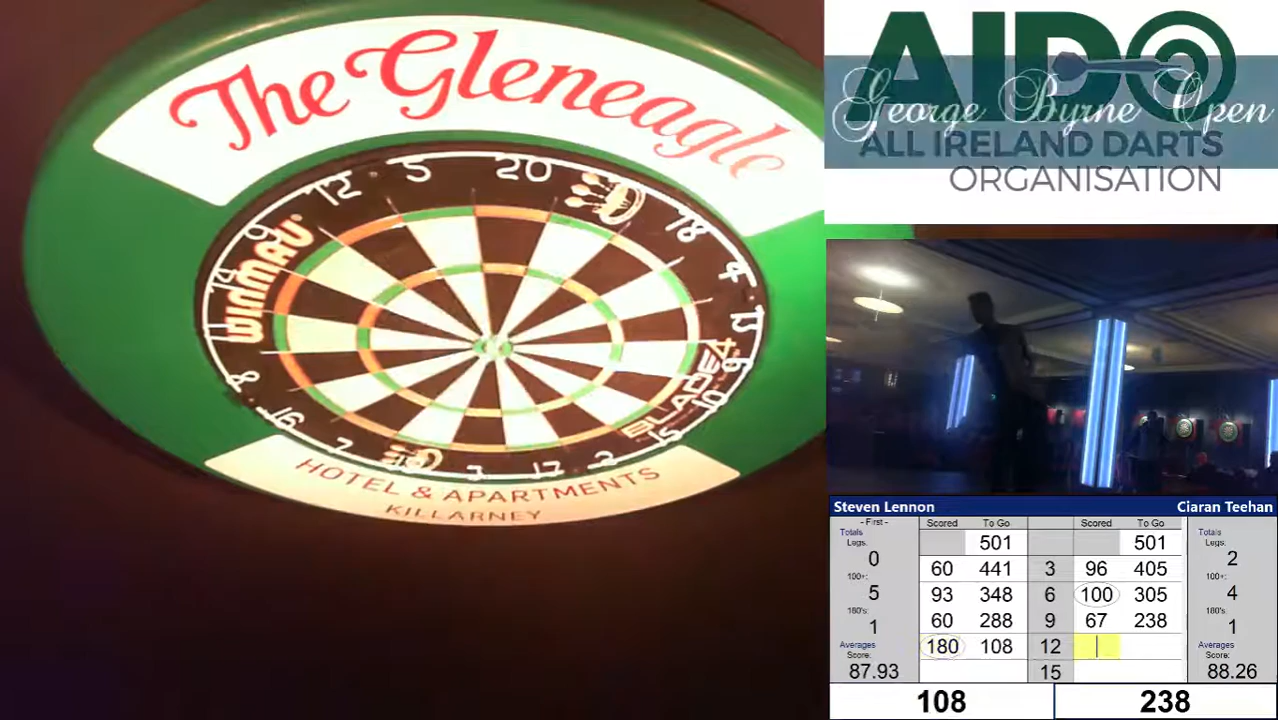 The Gleneagle
5 20
12
9 18
14 4
WINMAU
11 13
8 6
BLADE 4
16 10
7 15
3 17 2
HOTEL & APARTMENTS
KILLARNEY
AIDO
George Byrne Open
ALL IRELAND DARTS
ORGANISATION
Steven Lennon Ciaran Teehan
- First - Scored To Go Scored To Go
Totals 501 501 Totals
Legs: Legs:
0 60 441 3 96 405 2
100+: 100+:
5 93 348 6 100 305 4
180's: 180's:
1 60 288 9 67 238 1
Averages 180 108 12 Averages
Score: Score:
87.93 15 88.26
108 238